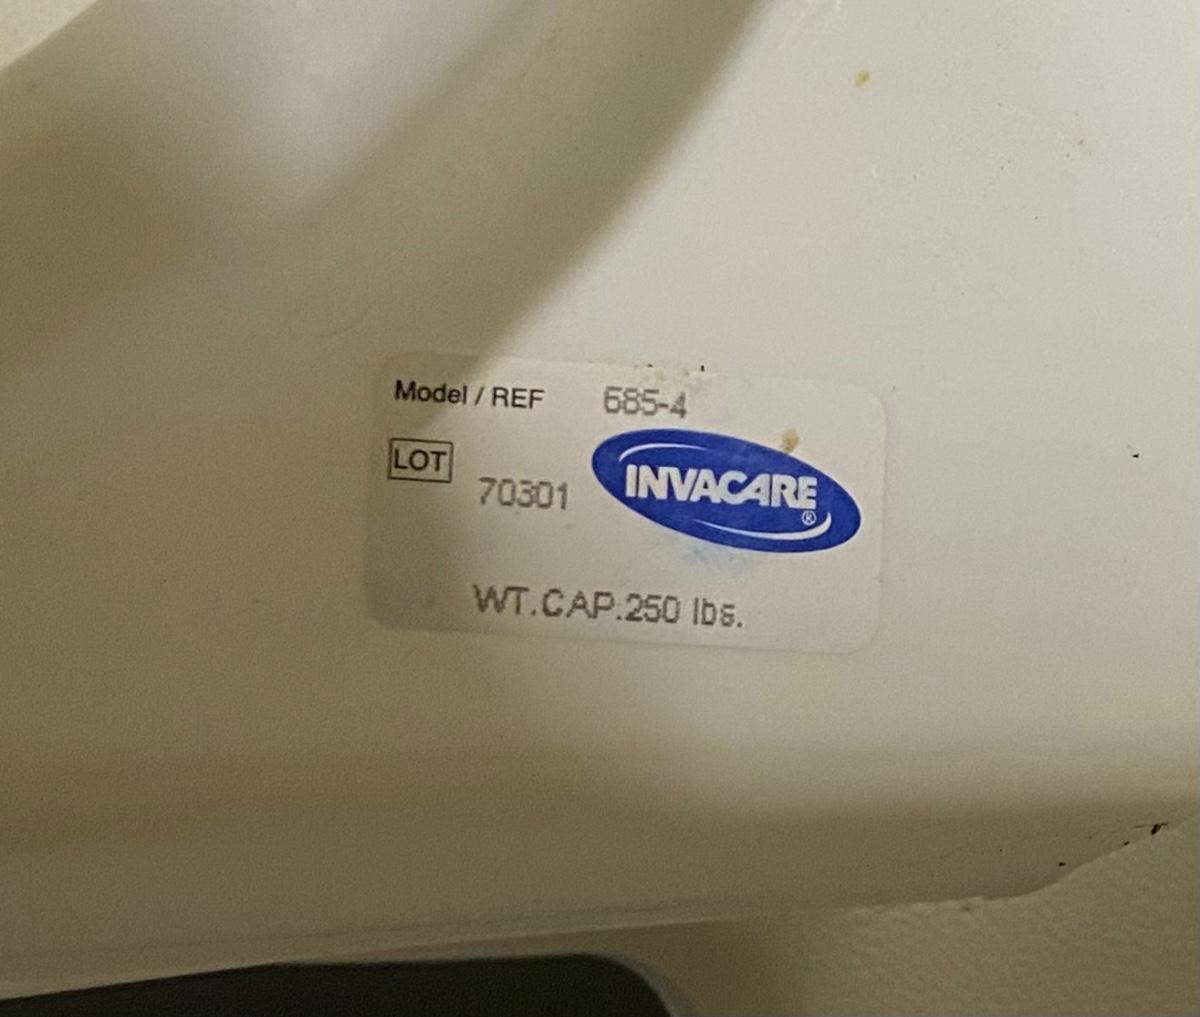 Model / REF 685-4
LOT 70301
INVACARE®
WT.CAP.:250 lbs.